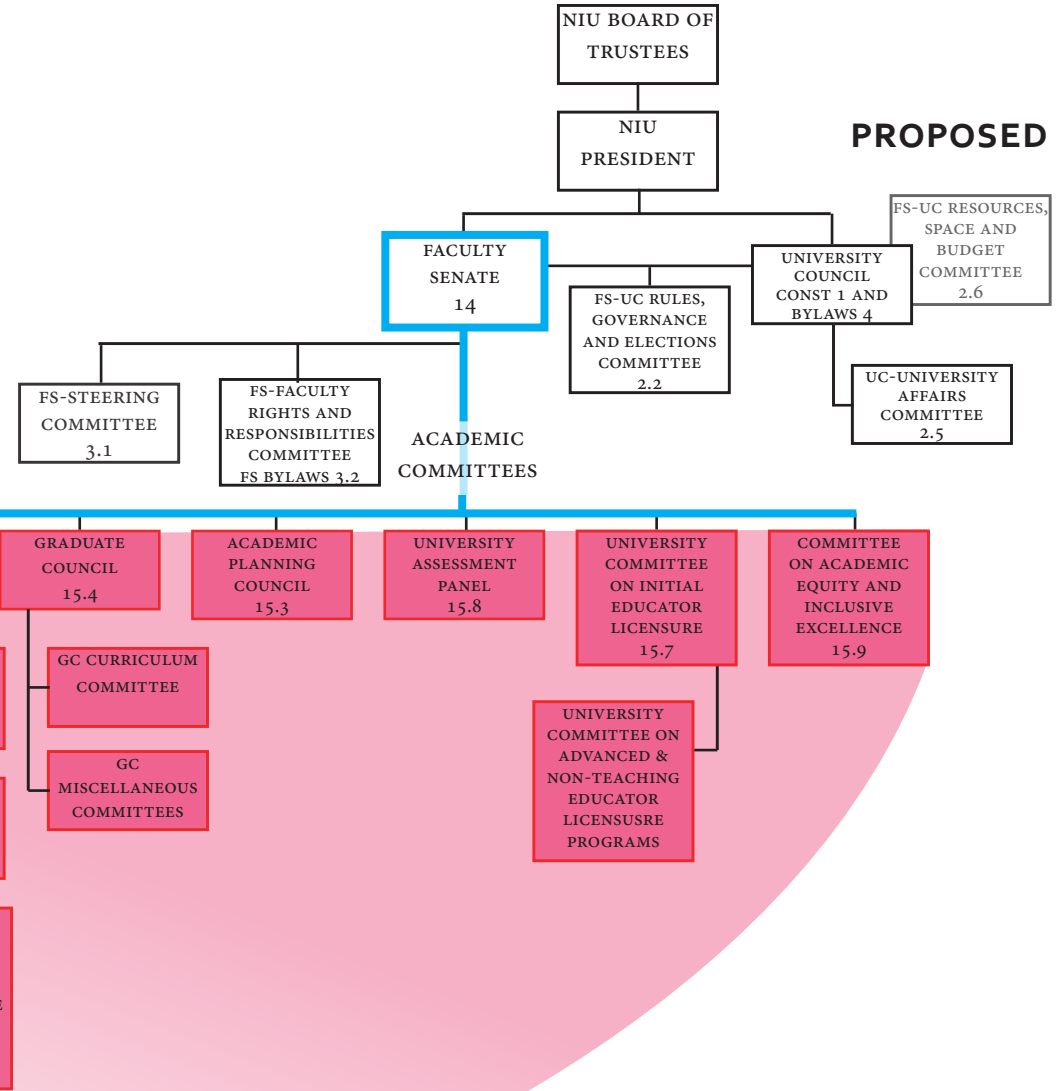 NIU BOARD OF
TRUSTEES
NIU
PRESIDENT
PROPOSED
FS-UC RESOURCES,
SPACE AND
BUDGET
COMMITTEE
2.6
FACULTY
SENATE
14
UNIVERSITY
COUNCIL
CONST 1 AND
BYLAWS 4
FS-UC RULES,
GOVERNANCE
AND ELECTIONS
COMMITTEE
2.2
UC-UNIVERSITY
AFFAIRS
COMMITTEE
2.5
FS-STEERING
COMMITTEE
3.1
FS-FACULTY
RIGHTS AND
RESPONSIBILITIES
COMMITTEE
FS BYLAWS 3.2
ACADEMIC
COMMITTEES
GRADUATE
COUNCIL
15.4
ACADEMIC
PLANNING
COUNCIL
15.3
UNIVERSITY
ASSESSMENT
PANEL
15.8
UNIVERSITY
COMMITTEE
ON INITIAL
EDUCATOR
LICENSURE
15.7
COMMITTEE
ON ACADEMIC
EQUITY AND
INCLUSIVE
EXCELLENCE
15.9
GC CURRICULUM
COMMITTEE
GC
MISCELLANEOUS
COMMITTEES
UNIVERSITY
COMMITTEE ON
ADVANCED &
NON-TEACHING
EDUCATOR
LICENSUSRE
PROGRAMS